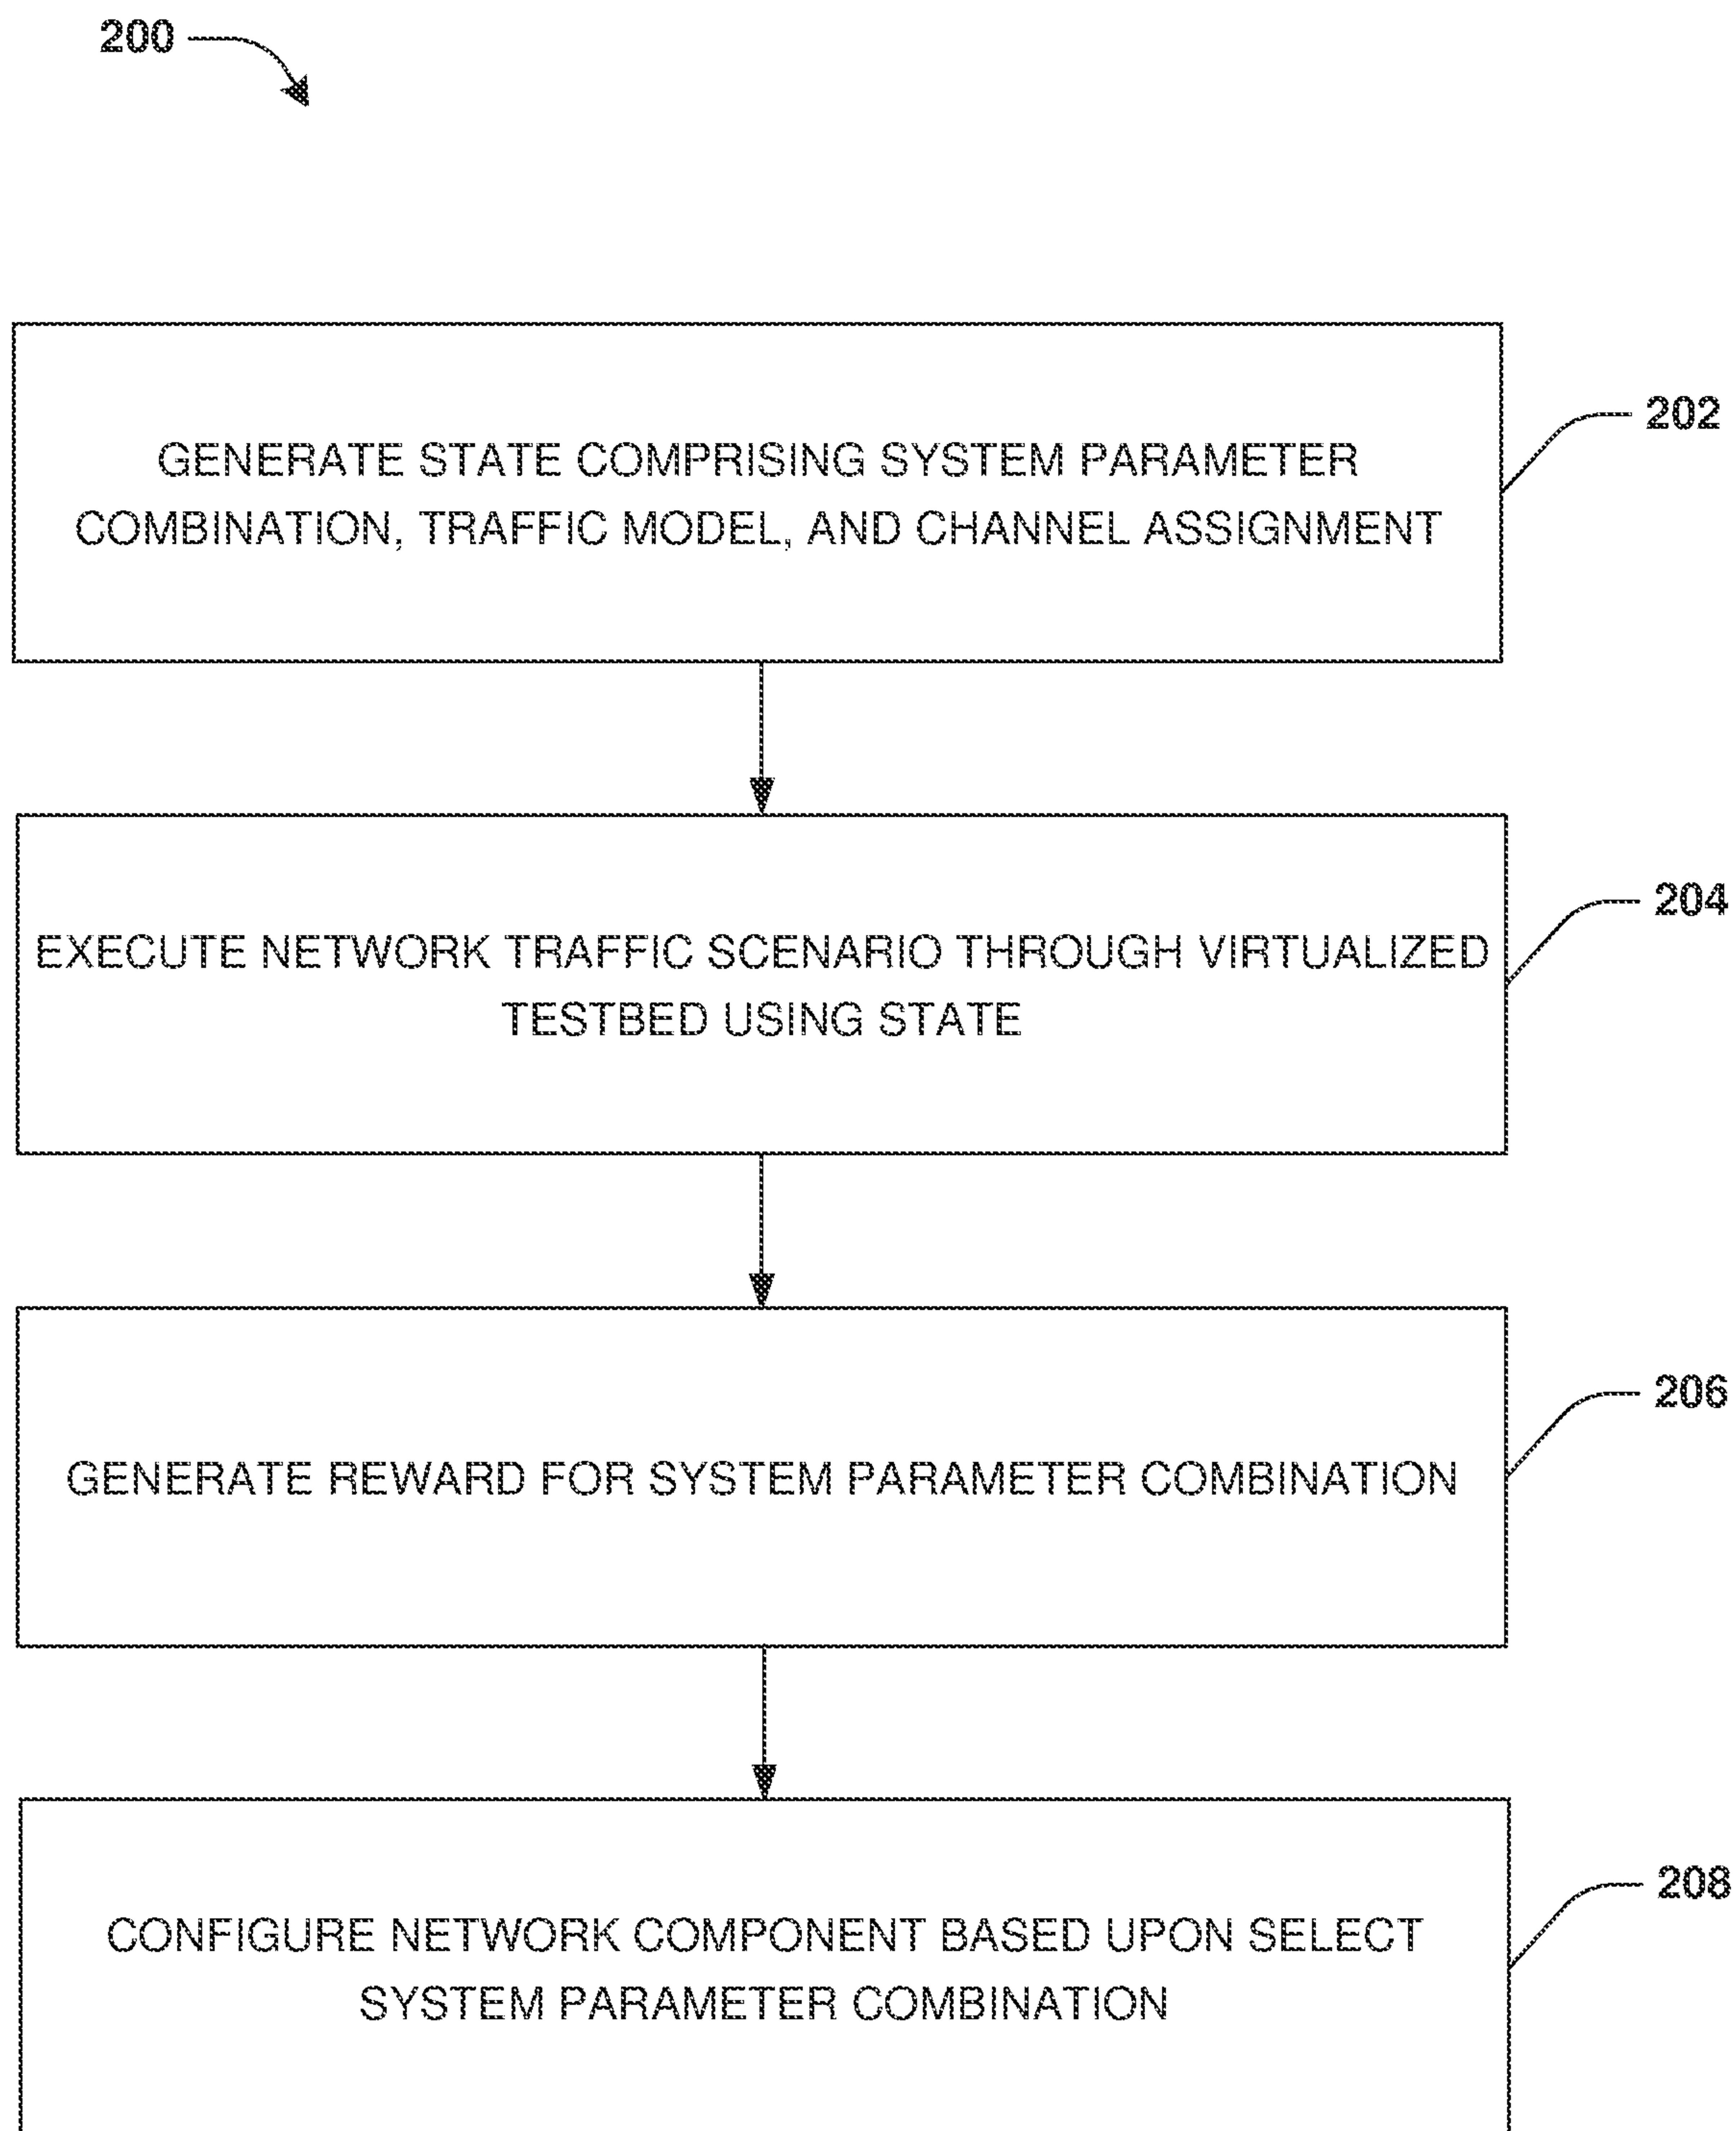 200
GENERATE STATE COMPRISING SYSTEM PARAMETER
COMBINATION, TRAFFIC MODEL, AND CHANNEL ASSIGNMENT
202
EXECUTE NETWORK TRAFFIC SCENARIO THROUGH VIRTUALIZED
TESTBED USING STATE
204
GENERATE REWARD FOR SYSTEM PARAMETER COMBINATION
206
CONFIGURE NETWORK COMPONENT BASED UPON SELECT
SYSTEM PARAMETER COMBINATION
208